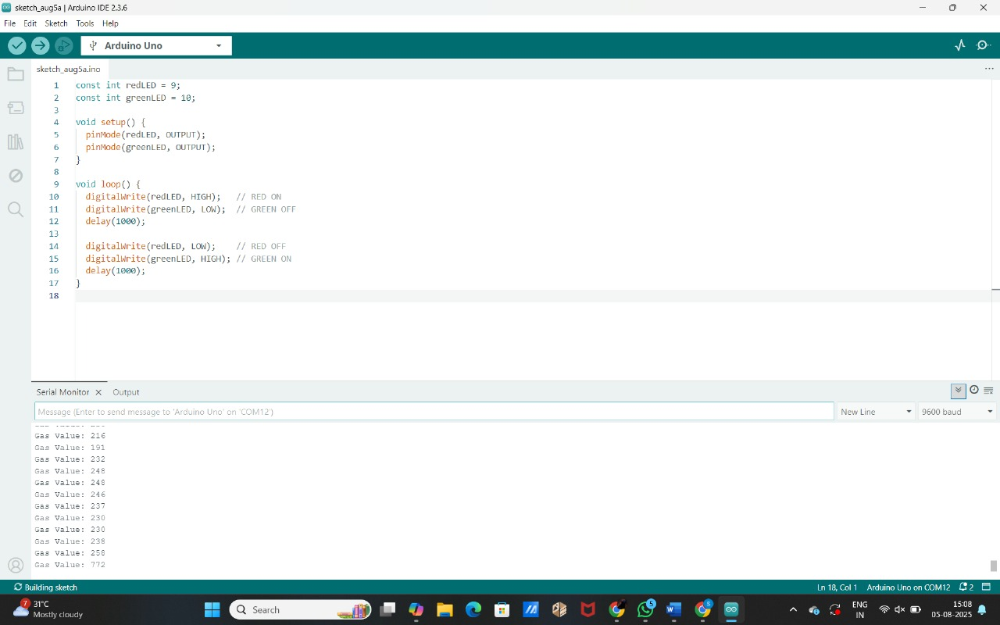 sketch_aug5a | Arduino IDE 2.3.6
File Edit Sketch Tools Help
Arduino Uno
sketch_aug5a.ino
1 const int redLED = 9;
2 const int greenLED = 10;
3
4 void setup() {
5 pinMode(redLED, OUTPUT);
6 pinMode(greenLED, OUTPUT);
7 }
8
9 void loop() {
10 digitalWrite(redLED, HIGH); // RED ON
11 digitalWrite(greenLED, LOW); // GREEN OFF
12 delay(1000);
13
14 digitalWrite(redLED, LOW); // RED OFF
15 digitalWrite(greenLED, HIGH); // GREEN ON
16 delay(1000);
17 }
18
Serial Monitor Output
Message (Enter to send message to 'Arduino Uno' on 'COM12') New Line 9600 baud
Gas Value: 216
Gas Value: 191
Gas Value: 232
Gas Value: 248
Gas Value: 248
Gas Value: 246
Gas Value: 237
Gas Value: 230
Gas Value: 230
Gas Value: 238
Gas Value: 258
Gas Value: 772
Building sketch Ln 18, Col 1 Arduino Uno on COM12 2
7 31°C Search 5 ENG 15:08
Mostly cloudy IN 05-08-2025